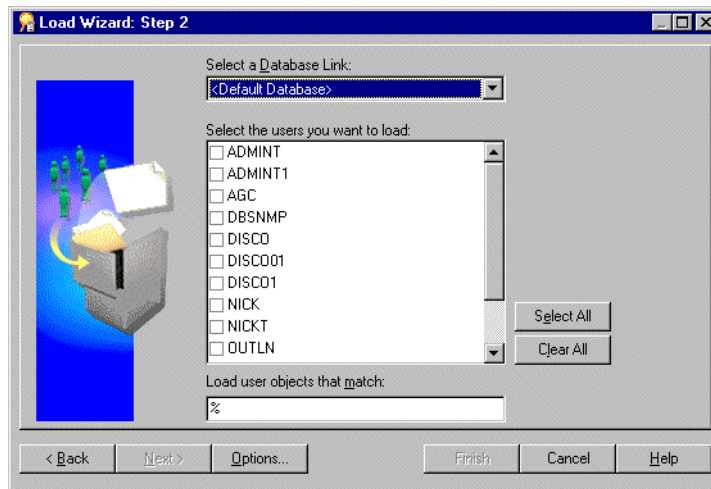 Load Wizard: Step 2
Select a Database Link:
<Default Database>
Select the users you want to load:
ADMINT
ADMINT1
AGC
DBSNMP
DISCO
DISCO01
DISCO1
NICK
NICKT
OUTLN
Select All
Clear All
Load user objects that match:
%
< Back Next > Options... Finish Cancel Help